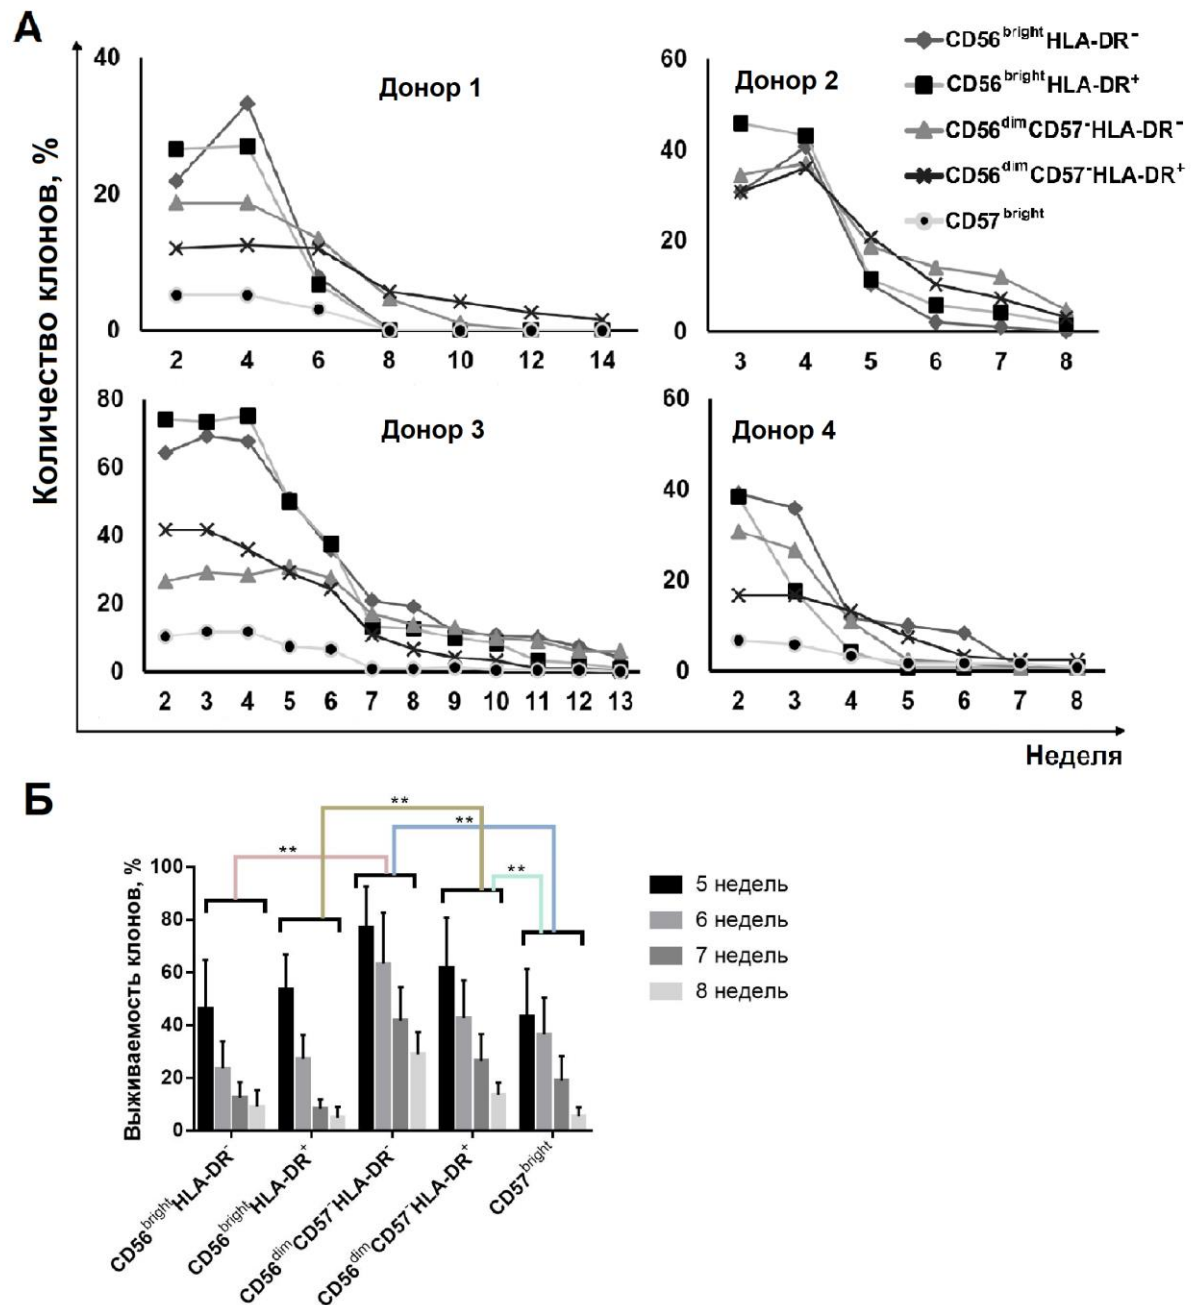 А
Количество клонов, %
Донор 1
40
20
0
2 4 6 8 10 12 14
Донор 2
60
40
20
0
3 4 5 6 7 8
CD56brightHLA-DR-
CD56brightHLA-DR+
CD56dimCD57-HLA-DR-
CD56dimCD57-HLA-DR+
CD57bright
Донор 3
80
60
40
20
0
2 3 4 5 6 7 8 9 10 11 12 13
Донор 4
60
40
20
0
2 3 4 5 6 7 8
Неделя
Б
** ** ** **
Выживаемость клонов, %
100
80
60
40
20
0
CD56brightHLA-DR-
CD56brightHLA-DR+
CD56dimCD57-HLA-DR-
CD56dimCD57-HLA-DR+
CD57bright
5 недель
6 недель
7 недель
8 недель